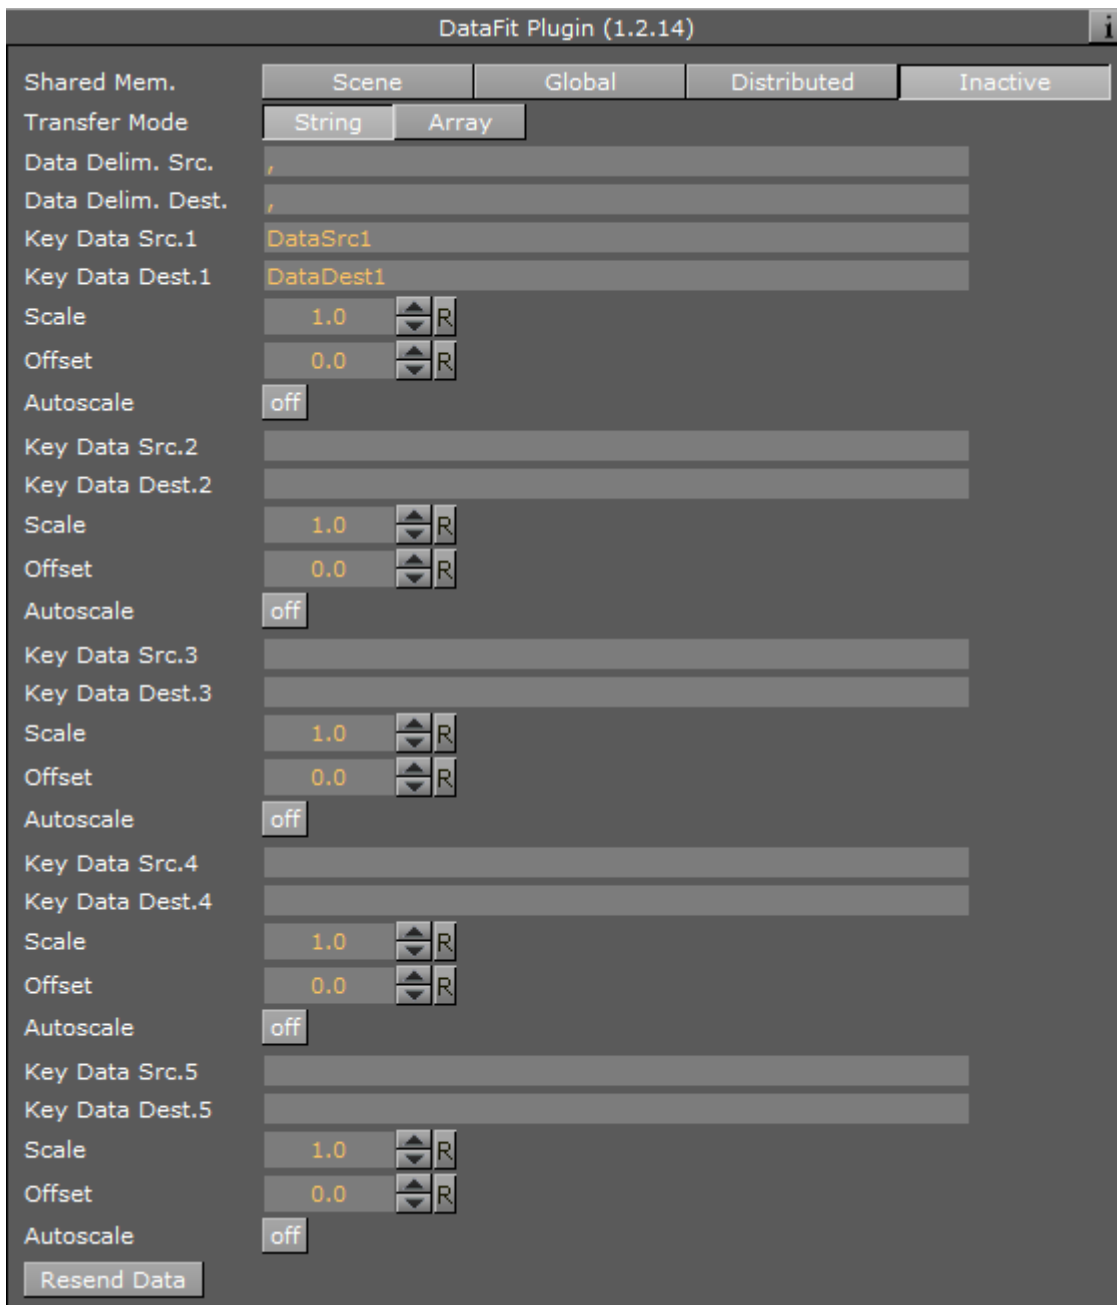 DataFit Plugin (1.2.14) i
Shared Mem. Scene Global Distributed Inactive
Transfer Mode String Array
Data Delim. Src. ,
Data Delim. Dest. ,
Key Data Src.1 DataSrc1
Key Data Dest.1 DataDest1
Scale 1.0 R
Offset 0.0 R
Autoscale off
Key Data Src.2
Key Data Dest.2
Scale 1.0 R
Offset 0.0 R
Autoscale off
Key Data Src.3
Key Data Dest.3
Scale 1.0 R
Offset 0.0 R
Autoscale off
Key Data Src.4
Key Data Dest.4
Scale 1.0 R
Offset 0.0 R
Autoscale off
Key Data Src.5
Key Data Dest.5
Scale 1.0 R
Offset 0.0 R
Autoscale off
Resend Data